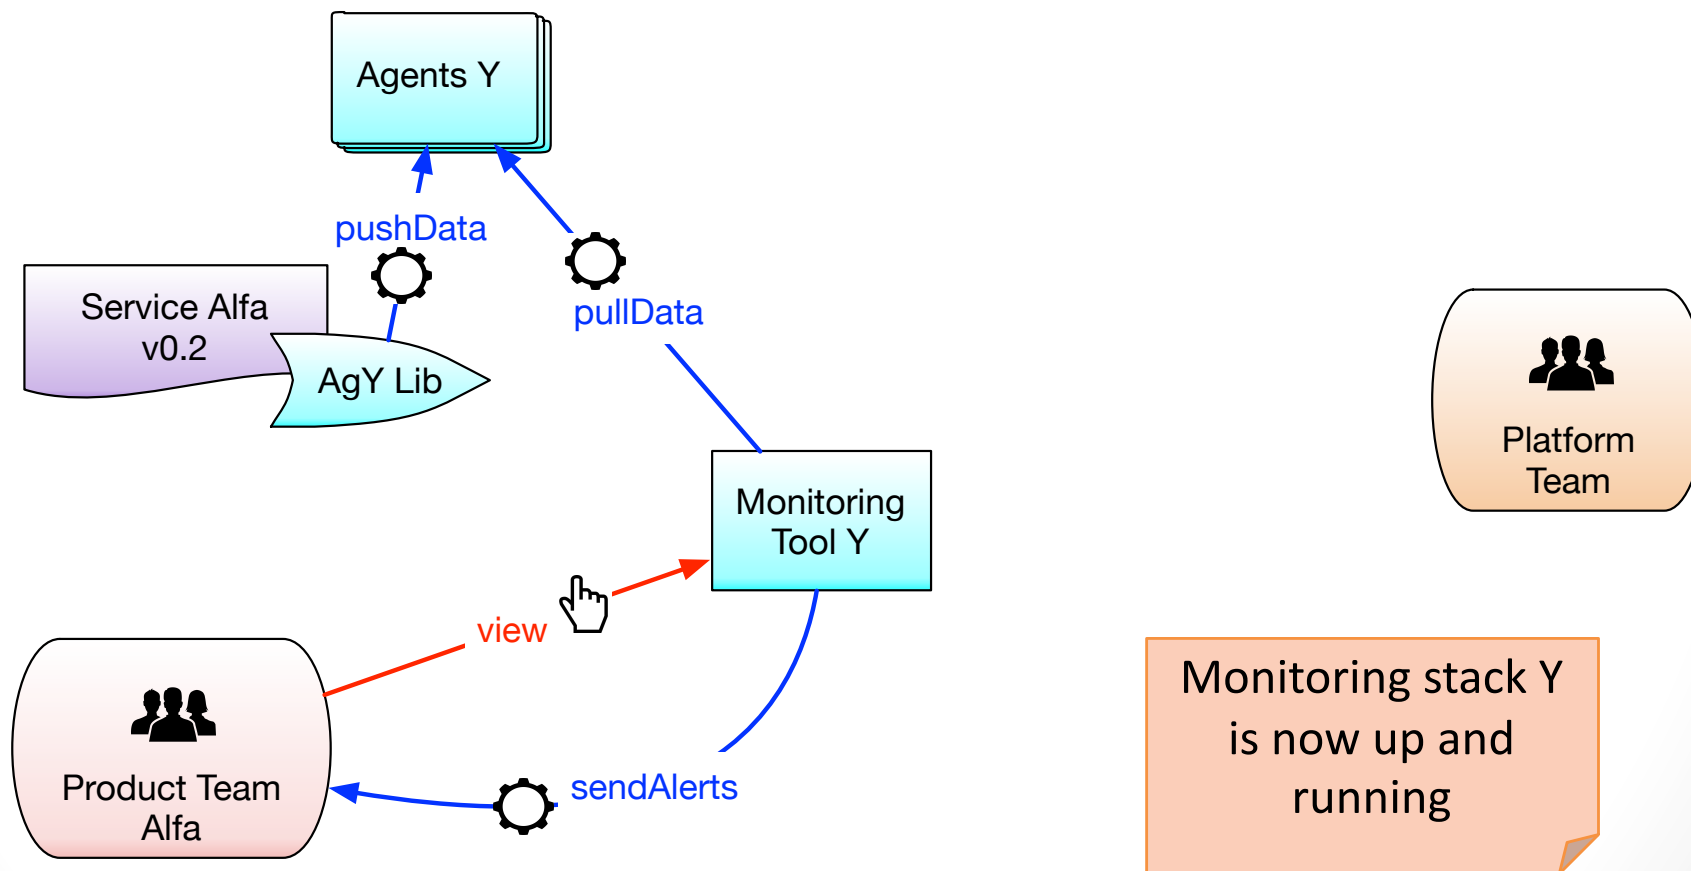 Agents Y
pushData
Service Alfa
v0.2
AgY Lib
pullData
Platform
Team
Monitoring
Tool Y
view
Product Team
Alfa
sendAlerts
Monitoring stack Y
is now up and
running